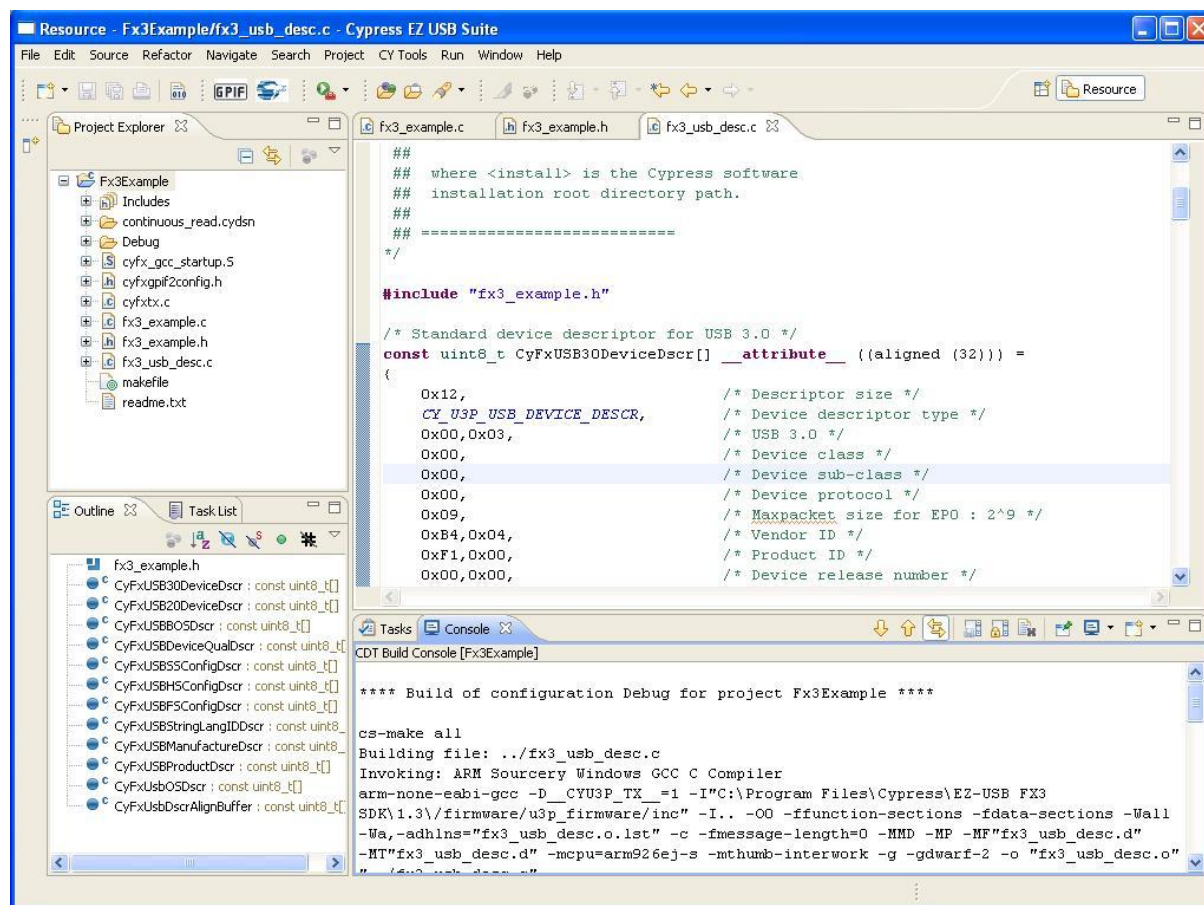 Resource - Fx3Example/fx3_usb_desc.c - Cypress EZ USB Suite
File Edit Source Refactor Navigate Search Project CY Tools Run Window Help
010
GPIF
Resource
Project Explorer
Fx3Example
Includes
continuous_read.cydsn
Debug
cyfx_gcc_startup.S
cyfxgpif2config.h
cyfxtx.c
fx3_example.c
fx3_example.h
fx3_usb_desc.c
makefile
readme.txt
Outline Task List
fx3_example.h
CyFxUSB30DeviceDscr : const uint8_t[]
CyFxUSB20DeviceDscr : const uint8_t[]
CyFxUSBBOSDscr : const uint8_t[]
CyFxUSBDeviceQualDscr : const uint8_t[
CyFxUSBSSConfigDscr : const uint8_t[]
CyFxUSBHSConfigDscr : const uint8_t[]
CyFxUSBFSConfigDscr : const uint8_t[]
CyFxUSBStringLangIDDscr : const uint8_
CyFxUSBManufactureDscr : const uint8_t
CyFxUSBProductDscr : const uint8_t[]
CyFxUsbOSDscr : const uint8_t[]
CyFxUsbDscrAlignBuffer : const uint8_t[
fx3_example.c fx3_example.h fx3_usb_desc.c
##
## where <install> is the Cypress software
## installation root directory path.
##
## ===========================
*/
#include "fx3_example.h"
/* Standard device descriptor for USB 3.0 */
const uint8_t CyFxUSB30DeviceDscr[] __attribute__ ((aligned (32))) =
{
0x12, /* Descriptor size */
CY_U3P_USB_DEVICE_DESCR, /* Device descriptor type */
0x00,0x03, /* USB 3.0 */
0x00, /* Device class */
0x00, /* Device sub-class */
0x00, /* Device protocol */
0x09, /* Maxpacket size for EP0 : 2^9 */
0xB4,0x04, /* Vendor ID */
0xF1,0x00, /* Product ID */
0x00,0x00, /* Device release number */
Tasks Console
CDT Build Console [Fx3Example]
**** Build of configuration Debug for project Fx3Example ****
cs-make all
Building file: ../fx3_usb_desc.c
Invoking: ARM Sourcery Windows GCC C Compiler
arm-none-eabi-gcc -D__CYU3P_TX__=1 -I"C:\Program Files\Cypress\EZ-USB FX3
SDK\1.3\/firmware/u3p_firmware/inc" -I.. -O0 -ffunction-sections -fdata-sections -Wall
-Wa,-adhlns="fx3_usb_desc.o.lst" -c -fmessage-length=0 -MMD -MP -MF"fx3_usb_desc.d"
-MT"fx3_usb_desc.d" -mcpu=arm926ej-s -mthumb-interwork -g -gdwarf-2 -o "fx3_usb_desc.o"